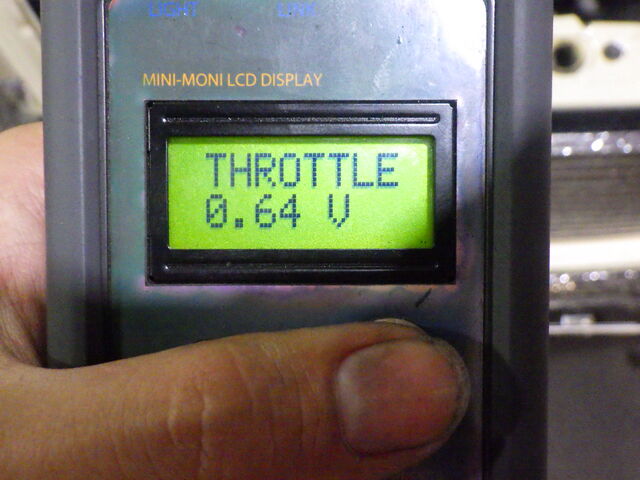 LIGHT LINK
MINI-MONI LCD DISPLAY
THROTTLE
0.64 V